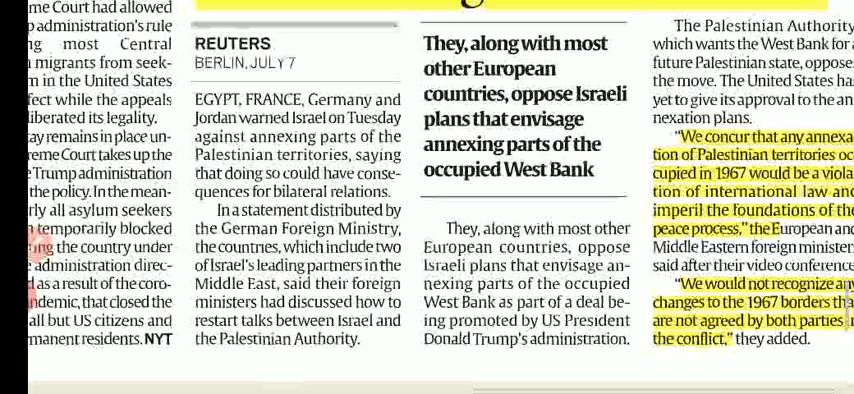 me Court had allowed
administration's rule
most Central
migrants from seek-
in the United States
fect while the appeals
liberated its legality.
remains in place un-
reme Court takes up the
Trump administration
the policy. In the mean-
rly all asylum seekers
temporarily blocked
ing the country under
administration direc-
as a result of the coro-
ndemic, that closed the
all but US citizens and
manent residents. NYT
REUTERS
BERLIN, JULY 7
EGYPT, FRANCE, Germany and
Jordan warned Israel on Tuesday
against annexing parts of the
Palestinian territories, saying
that doing so could have conse-
quences for bilateral relations.
In a statement distributed by
the German Foreign Ministry,
the countries, which include two
of Israel's leading partners in the
Middle East, said their foreign
ministers had discussed how to
restart talks between Israel and
the Palestinian Authority.
They, along with most
other European
countries, oppose Israeli
plans that envisage
annexing parts of the
occupied West Bank
They, along with most other
European countries, oppose
Israeli plans that envisage an-
nexing parts of the occupied
West Bank as part of a deal be-
ing promoted by US President
Donald Trump's administration.
The Palestinian Authority
which wants the West Bank for a
future Palestinian state, oppose
the move. The United States ha
yet to give its approval to the an
nexation plans.
"We concur that any annexa
tion of Palestinian territories oc
cupied in 1967 would be a viola
tion of international law and
imperil the foundations of the
peace process," the European and
Middle Eastern foreign minister
said after their video conference
"We would not recognize any
changes to the 1967 borders tha
are not agreed by both parties
the conflict," they added.